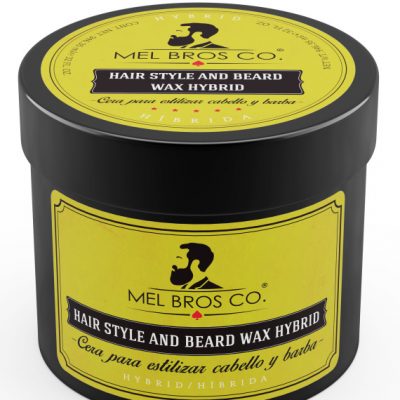 HYBRID
MEL BROS CO.®
HAIR STYLE AND BEARD
WAX HYBRID
-Cera para estilizar cabello y barba-
HÍBRIDA
MEL BROS CO.®
HAIR STYLE AND BEARD WAX HYBRID
-Cera para estilizar cabello y barba-
HYBRID/HÍBRIDA